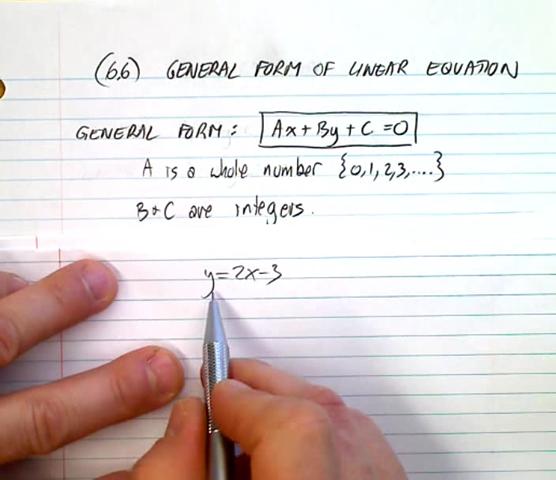 (6.6) GENERAL FORM OF LINEAR EQUATION
GENERAL FORM: Ax + By + C = 0
A is a whole number {0,1,2,3,....}
B+C are integers.
y=2x-3